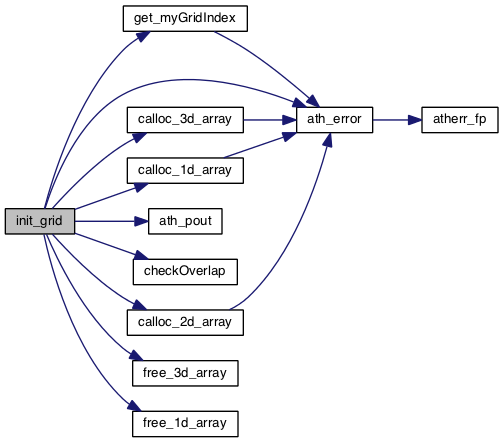 get_myGridIndex
calloc_3d_array
ath_error
atherr_fp
calloc_1d_array
init_grid
ath_pout
checkOverlap
calloc_2d_array
free_3d_array
free_1d_array